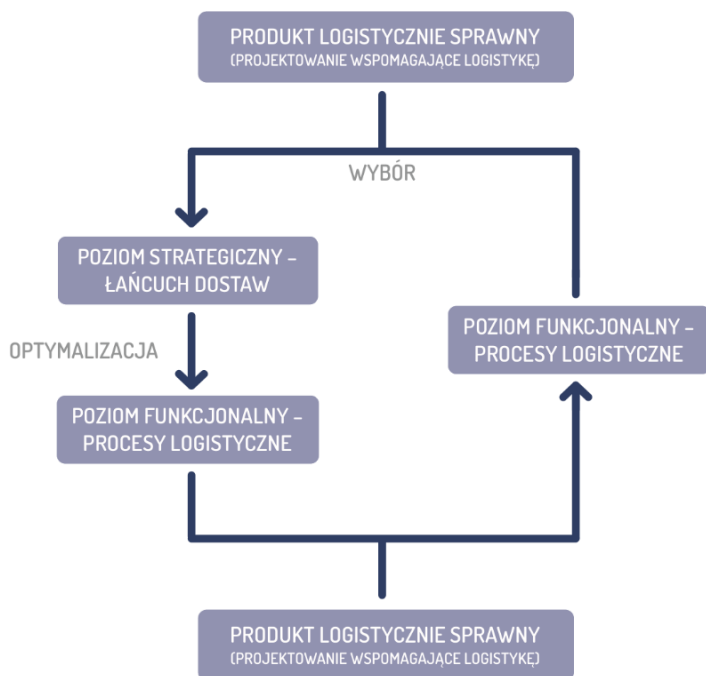 PRODUKT LOGISTYCZNIE SPRAWNY
(PROJEKTOWANIE WSPOMAGAJĄCE LOGISTYKĘ)
WYBÓR
POZIOM STRATEGICZNY –
ŁAŃCUCH DOSTAW
OPTYMALIZACJA
POZIOM FUNKCJONALNY –
PROCESY LOGISTYCZNE
POZIOM FUNKCJONALNY –
PROCESY LOGISTYCZNE
PRODUKT LOGISTYCZNIE SPRAWNY
(PROJEKTOWANIE WSPOMAGAJĄCE LOGISTYKĘ)